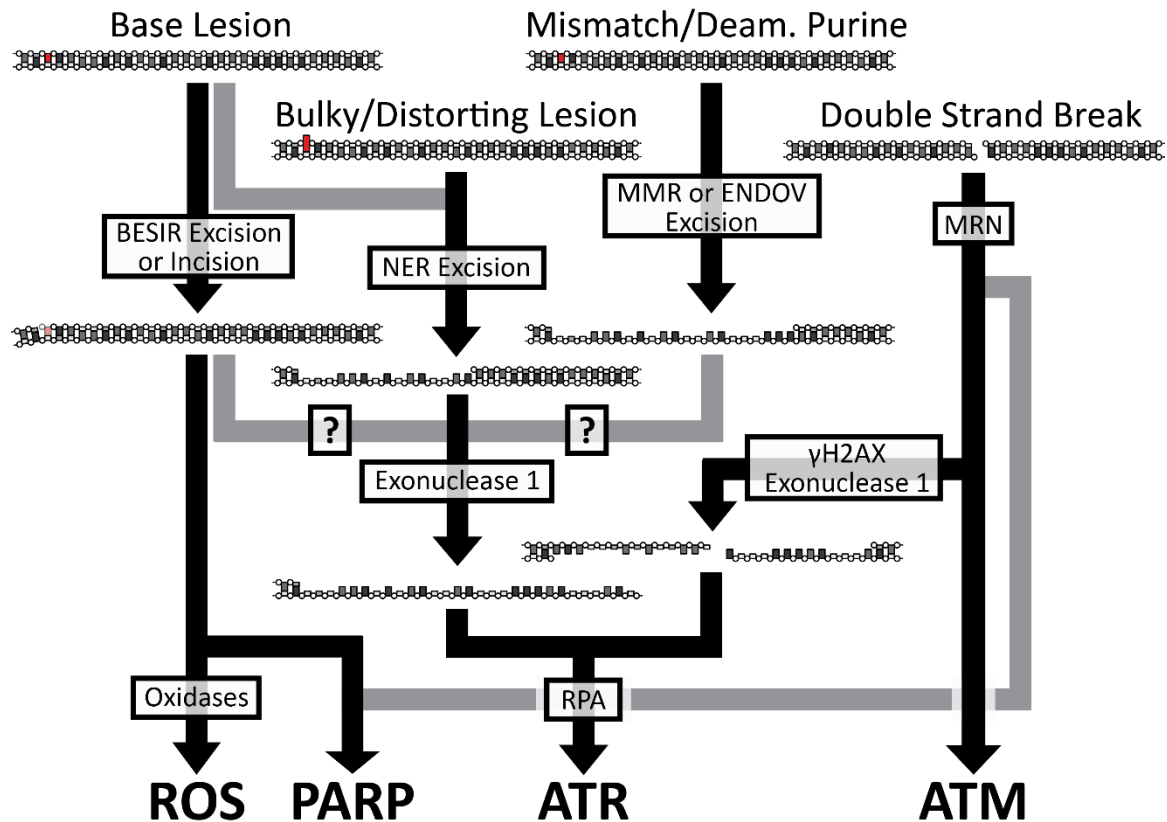 Base Lesion
Mismatch/Deam. Purine
Bulky/Distorting Lesion
Double Strand Break
BESIR Excision
or Incision
NER Excision
MMR or ENDOV
Excision
MRN
?
?
Exonuclease 1
γH2AX
Exonuclease 1
Oxidases
RPA
ROS
PARP
ATR
ATM